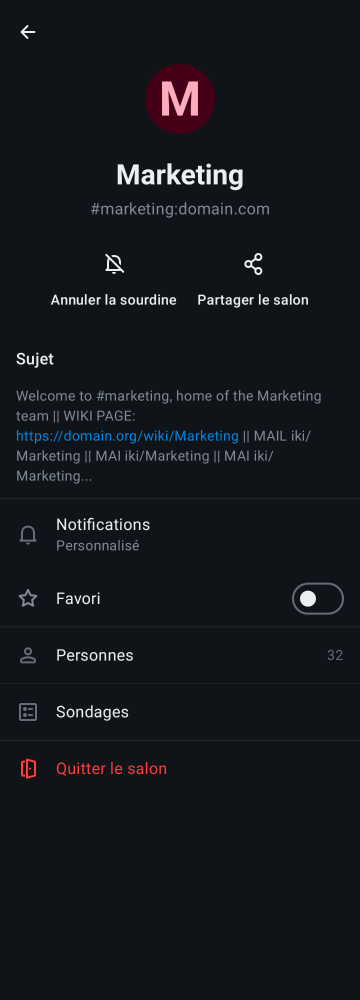 M
Marketing
#marketing:domain.com
Annuler la sourdine
Partager le salon
Sujet
Welcome to #marketing, home of the Marketing
team || WIKI PAGE:
https://domain.org/wiki/Marketing || MAIL iki/
Marketing || MAI iki/Marketing || MAI iki/
Marketing...
Notifications
Personnalisé
Favori
Personnes 32
Sondages
Quitter le salon